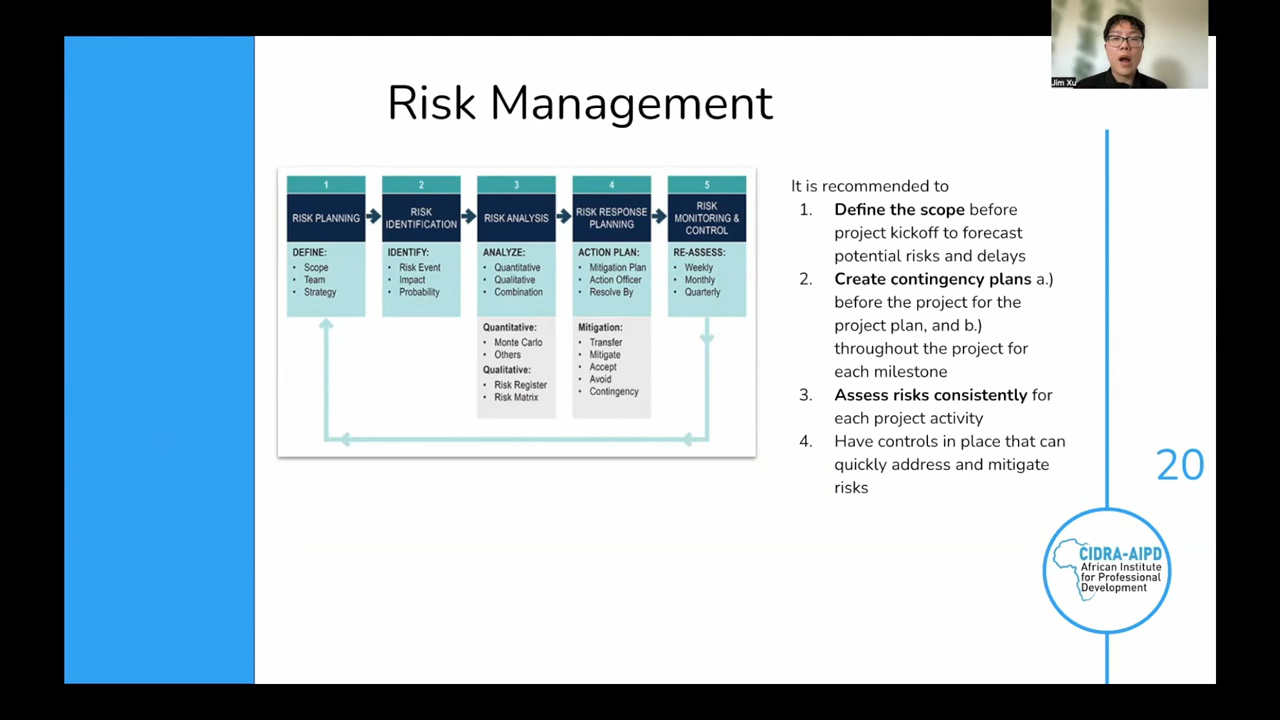 Jim Xu
Risk Management
1
RISK PLANNING
DEFINE:
• Scope
• Team
• Strategy
2
RISK
IDENTIFICATION
IDENTIFY:
• Risk Event
• Impact
• Probability
3
RISK ANALYSIS
ANALYZE:
• Quantitative
• Qualitative
• Combination
Quantitative:
• Monte Carlo
• Others
Qualitative:
• Risk Register
• Risk Matrix
4
RISK RESPONSE
PLANNING
ACTION PLAN:
• Mitigation Plan
• Action Officer
• Resolve By
Mitigation:
• Transfer
• Mitigate
• Accept
• Avoid
• Contingency
5
RISK
MONITORING &
CONTROL
RE-ASSESS:
• Weekly
• Monthly
• Quarterly
It is recommended to
1. Define the scope before
project kickoff to forecast
potential risks and delays
2. Create contingency plans a.)
before the project for the
project plan, and b.)
throughout the project for
each milestone
3. Assess risks consistently for
each project activity
4. Have controls in place that can
quickly address and mitigate
risks
20
CIDRA-AIPD
African Institute
for Professional
Development